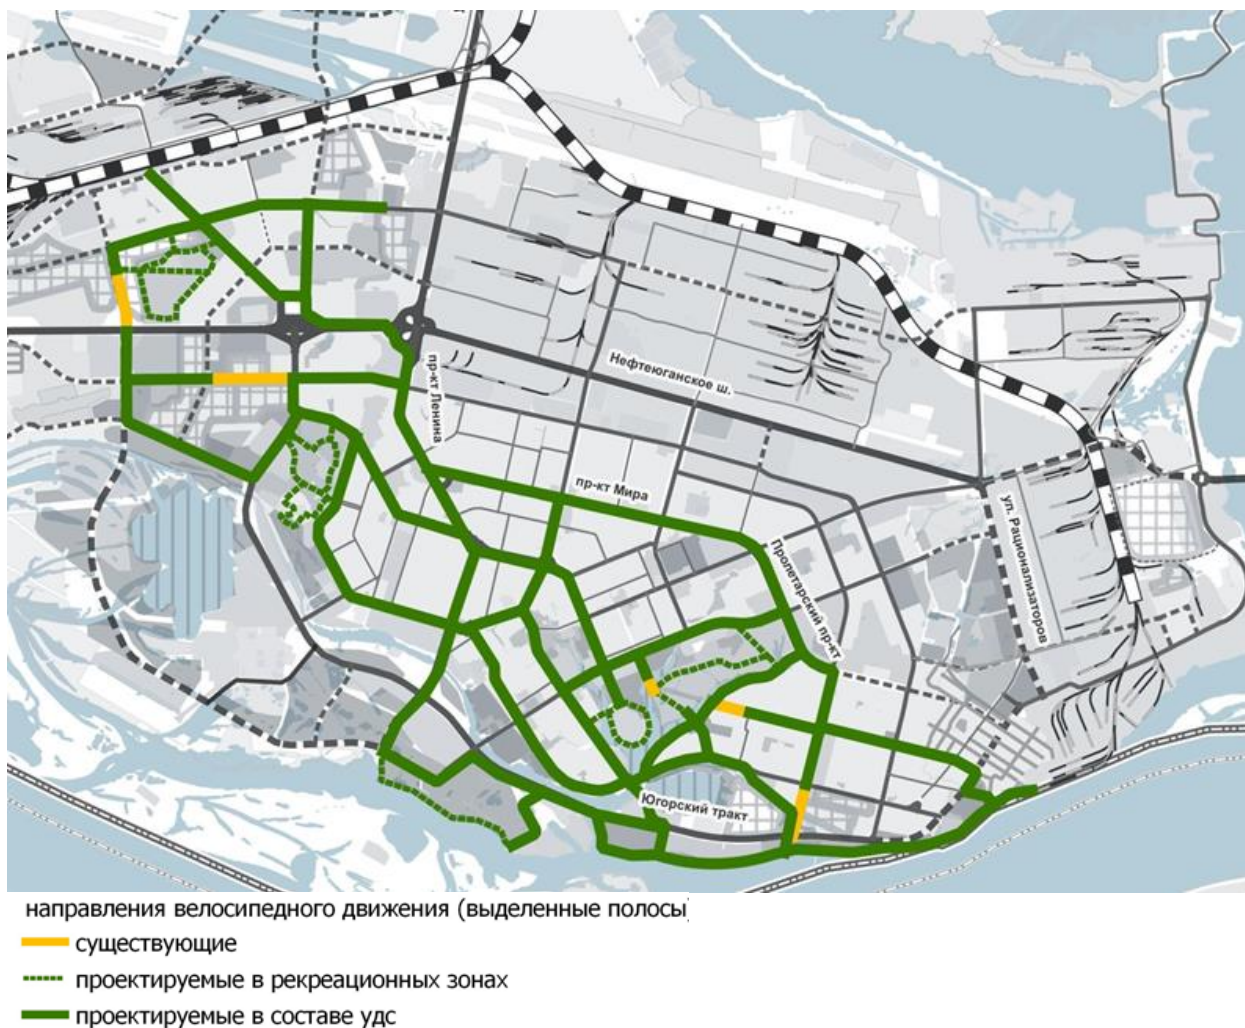 пр-кт Ленина
Нефтеюганское ш.
пр-кт Мира
Пролетарский пр-кт
ул. Рационализаторов
Югорский тракт
направления велосипедного движения (выделенные полосы)
существующие
проектируемые в рекреационных зонах
проектируемые в составе удс